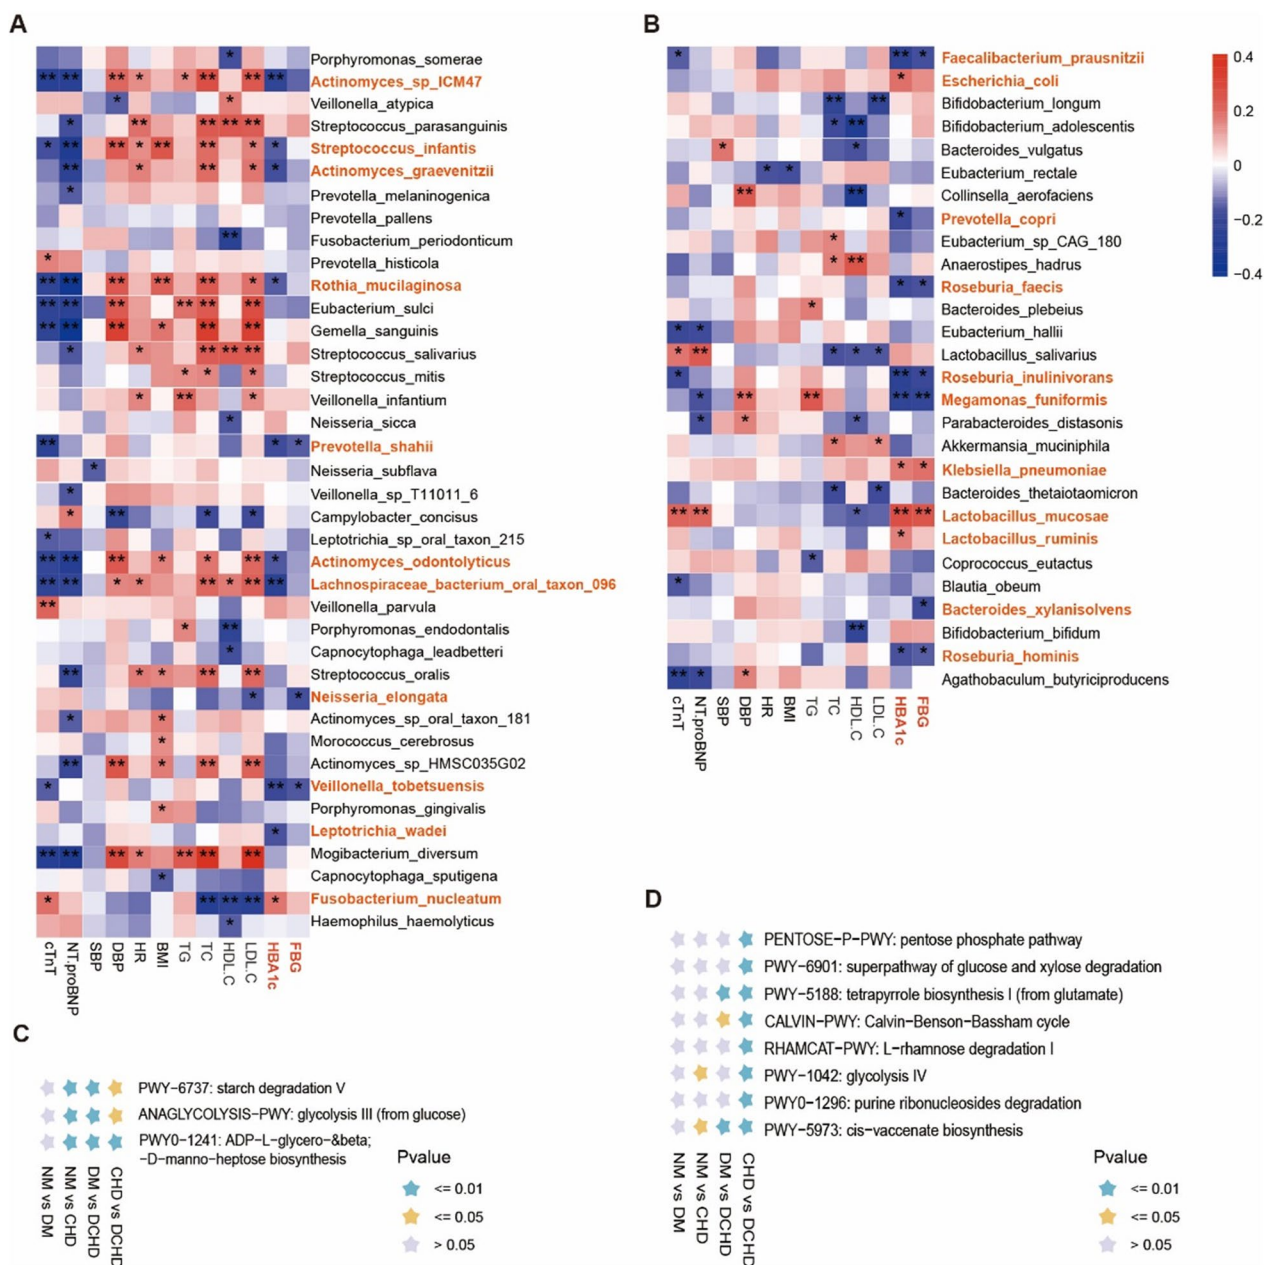 A
Porphyromonas_somerae
Actinomyces_sp_ICM47
Veillonella_atypica
Streptococcus_parasanguinis
Streptococcus_infantis
Actinomyces_graevenitzii
Prevotella_melaninogenica
Prevotella_pallens
Fusobacterium_periodonticum
Prevotella_histicola
Rothia_mucilaginosa
Eubacterium_sulci
Gemella_sanguinis
Streptococcus_salivarius
Streptococcus_mitis
Veillonella_infantium
Neisseria_sicca
Prevotella_shahii
Neisseria_subflava
Veillonella_sp_T11011_6
Campylobacter_concisus
Leptotrichia_sp_oral_taxon_215
Actinomyces_odontolyticus
Lachnospiraceae_bacterium_oral_taxon_096
Veillonella_parvula
Porphyromonas_endodontalis
Capnocytophaga_leadbetteri
Streptococcus_oralis
Neisseria_elongata
Actinomyces_sp_oral_taxon_181
Morococcus_cerebrosus
Actinomyces_sp_HMSC035G02
Veillonella_tobetsuensis
Porphyromonas_gingivalis
Leptotrichia_wadei
Mogibacterium_diversum
Capnocytophaga_sputigena
Fusobacterium_nucleatum
Haemophilus_haemolyticus
cTnT
NT.proBNP
SBP
DBP
HR
BMI
TG
TC
HDL.C
LDL.C
HBA1c
FBG
B
Faecalibacterium_prausnitzii
Escherichia_coli
Bifidobacterium_longum
Bifidobacterium_adolescentis
Bacteroides_vulgatus
Eubacterium_rectale
Collinsella_aerofaciens
Prevotella_copri
Eubacterium_sp_CAG_180
Anaerostipes_hadrus
Roseburia_faecis
Bacteroides_plebeius
Eubacterium_hallii
Lactobacillus_salivarius
Roseburia_inulinivorans
Megamonas_funiformis
Parabacteroides_distasonis
Akkermansia_muciniphila
Klebsiella_pneumoniae
Bacteroides_thetaiotaomicron
Lactobacillus_mucosae
Lactobacillus_ruminis
Coprococcus_eutactus
Blautia_obeum
Bacteroides_xylanisolvens
Bifidobacterium_bifidum
Roseburia_hominis
Agathobaculum_butyriciproducens
cTnT
NT.proBNP
SBP
DBP
HR
BMI
TG
TC
HDL.C
LDL.C
HBA1c
FBG
0.4
0.2
0
−0.2
−0.4
C
PWY−6737: starch degradation V
ANAGLYCOLYSIS−PWY: glycolysis III (from glucose)
PWY0−1241: ADP−L−glycero−&beta;
−D−manno−heptose biosynthesis
NM vs DM
NM vs CHD
DM vs DCHD
CHD vs DCHD
Pvalue
<= 0.01
<= 0.05
> 0.05
D
PENTOSE−P−PWY: pentose phosphate pathway
PWY−6901: superpathway of glucose and xylose degradation
PWY−5188: tetrapyrrole biosynthesis I (from glutamate)
CALVIN−PWY: Calvin−Benson−Bassham cycle
RHAMCAT−PWY: L−rhamnose degradation I
PWY−1042: glycolysis IV
PWY0−1296: purine ribonucleosides degradation
PWY−5973: cis−vaccenate biosynthesis
NM vs DM
NM vs CHD
DM vs DCHD
CHD vs DCHD
Pvalue
<= 0.01
<= 0.05
> 0.05